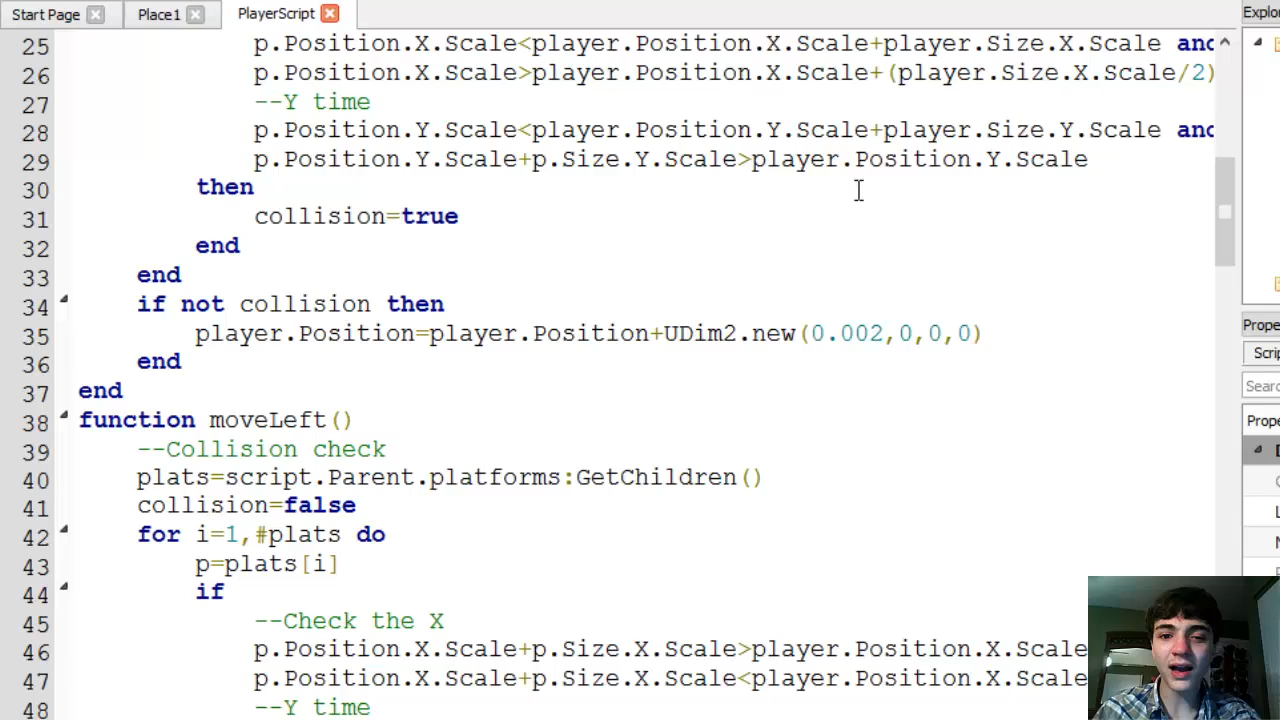 Start Page
Place1
PlayerScript
Explo
25 p.Position.X.Scale<player.Position.X.Scale+player.Size.X.Scale and
26 p.Position.X.Scale>player.Position.X.Scale+(player.Size.X.Scale/2)
27 --Y time
28 p.Position.Y.Scale<player.Position.Y.Scale+player.Size.Y.Scale and
29 p.Position.Y.Scale+p.Size.Y.Scale>player.Position.Y.Scale
30 then
31 collision=true
32 end
33 end
34 if not collision then
35 player.Position=player.Position+UDim2.new(0.002,0,0,0)
36 end
37 end
38 function moveLeft()
39 --Collision check
40 plats=script.Parent.platforms:GetChildren()
41 collision=false
42 for i=1,#plats do
43 p=plats[i]
44 if
45 --Check the X
46 p.Position.X.Scale+p.Size.X.Scale>player.Position.X.Scale
47 p.Position.X.Scale+p.Size.X.Scale<player.Position.X.Scale
48 --Y time
Prope
Scri
Searc
Prope